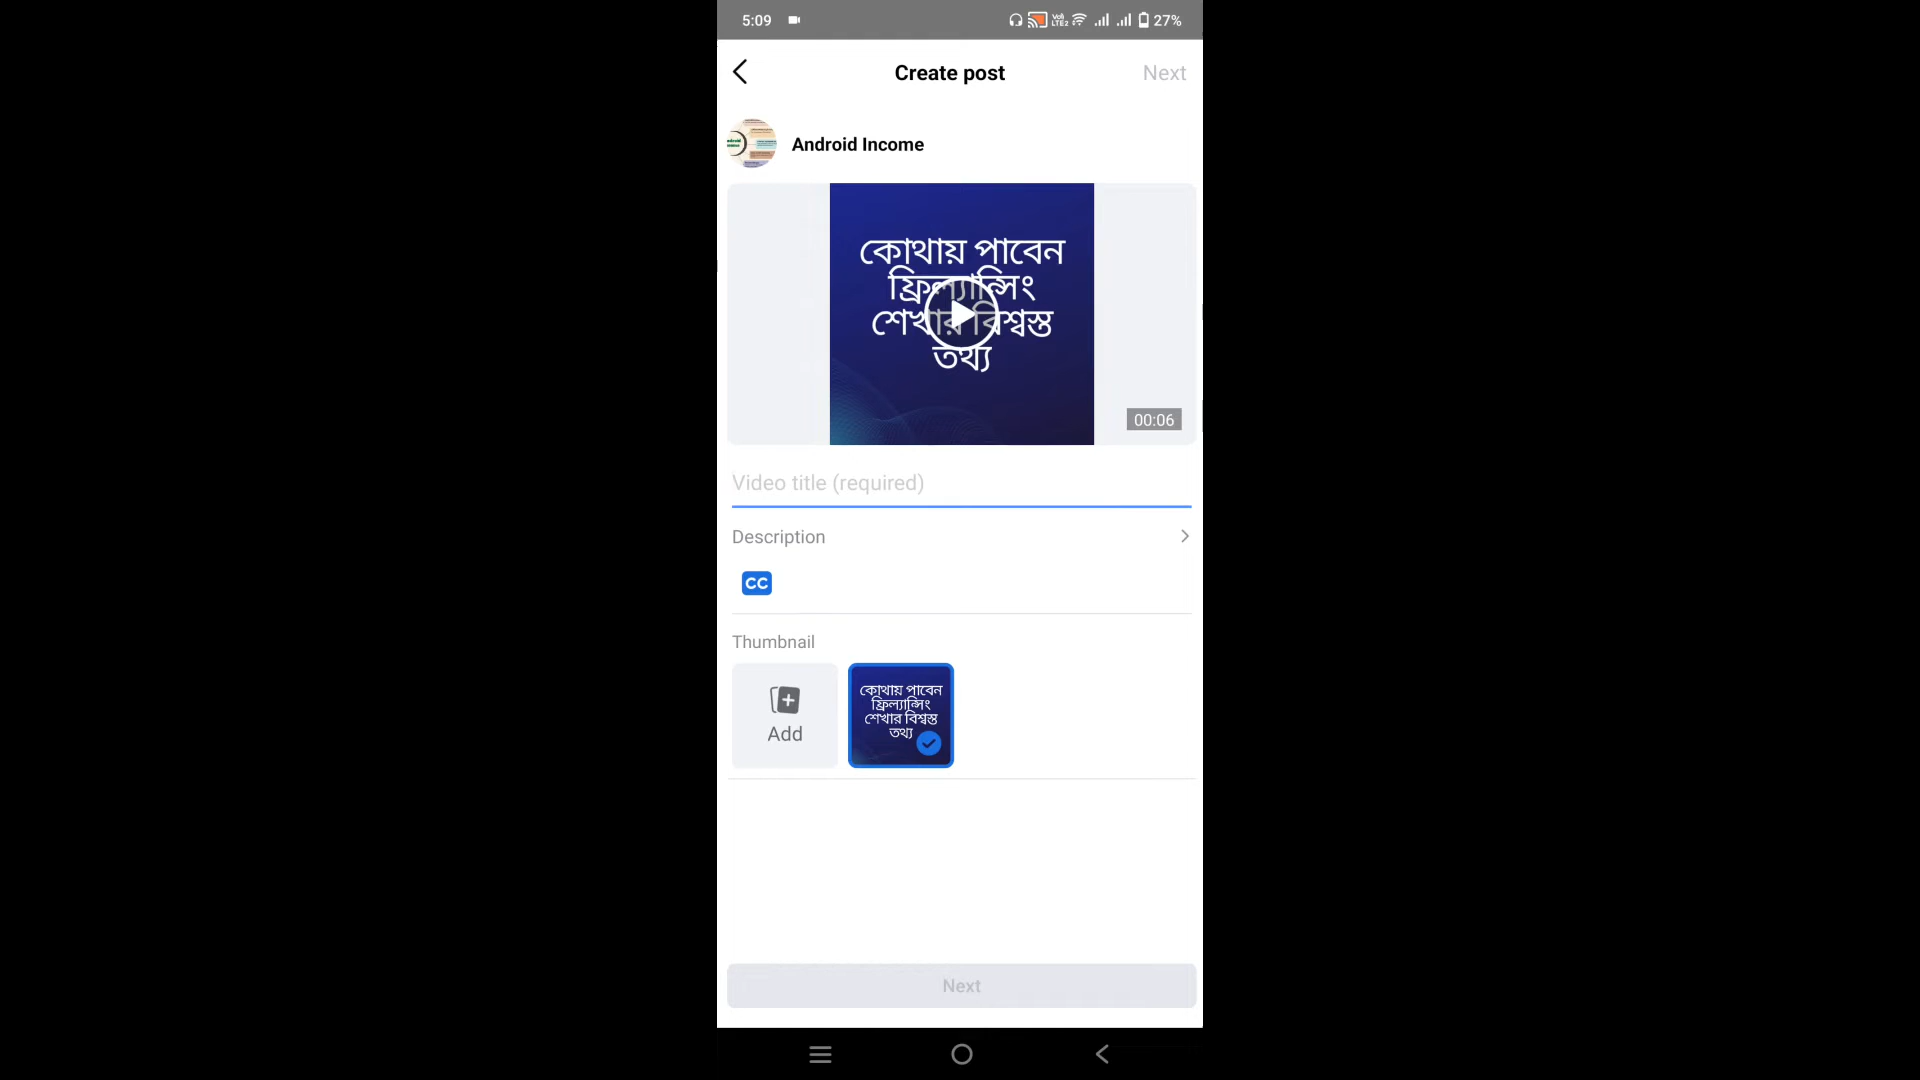 5:09
27%
Create post
Next
Android Income
কোথায় পাবেন
ফ্রিল্যান্সিং
শেখার বিশ্বস্ত
তথ্য
00:06
Video title (required)
Description
CC
Thumbnail
Add
কোথায় পাবেন
ফ্রিল্যান্সিং
শেখার বিশ্বস্ত
তথ্য
Next